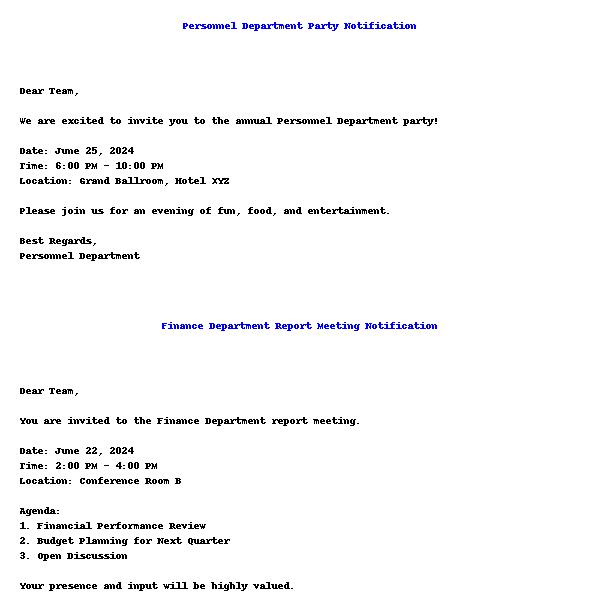 Personnel Department Party Notification
Dear Team,
We are excited to invite you to the annual Personnel Department party!
Date: June 25, 2024
Time: 6:00 PM - 10:00 PM
Location: Grand Ballroom, Hotel XYZ
Please join us for an evening of fun, food, and entertainment.
Best Regards,
Personnel Department
Finance Department Report Meeting Notification
Dear Team,
You are invited to the Finance Department report meeting.
Date: June 22, 2024
Time: 2:00 PM - 4:00 PM
Location: Conference Room B
Agenda:
1. Financial Performance Review
2. Budget Planning for Next Quarter
3. Open Discussion
Your presence and input will be highly valued.